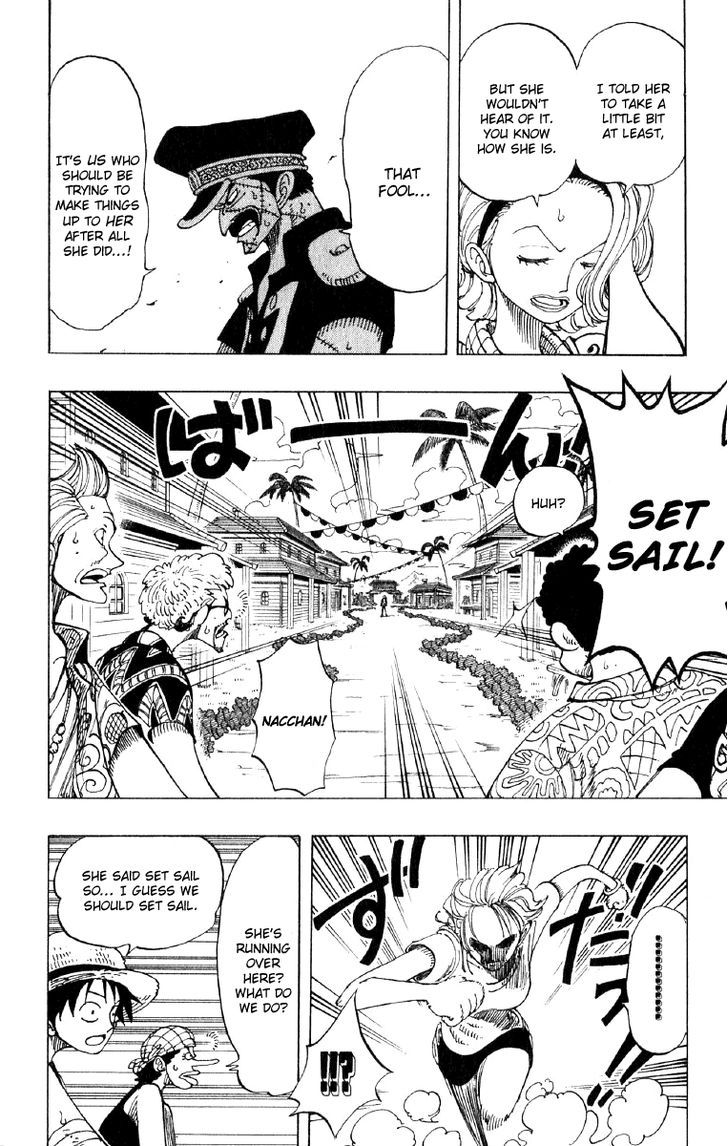 I TOLD HER
TO TAKE A
LITTLE BIT
AT LEAST,
BUT SHE
WOULDN'T
HEAR OF IT.
YOU KNOW
HOW SHE IS.
THAT
FOOL...
IT'S US WHO
SHOULD BE
TRYING TO
MAKE THINGS
UP TO HER
AFTER ALL
SHE DID...!
SET
SAIL!
HUH?
ばーーん!!
NACCHAN!
..........
ダダダ
!!?
SHE'S
RUNNING
OVER
HERE?
WHAT DO
WE DO?
SHE SAID SET SAIL
SO... I GUESS WE
SHOULD SET SAIL.